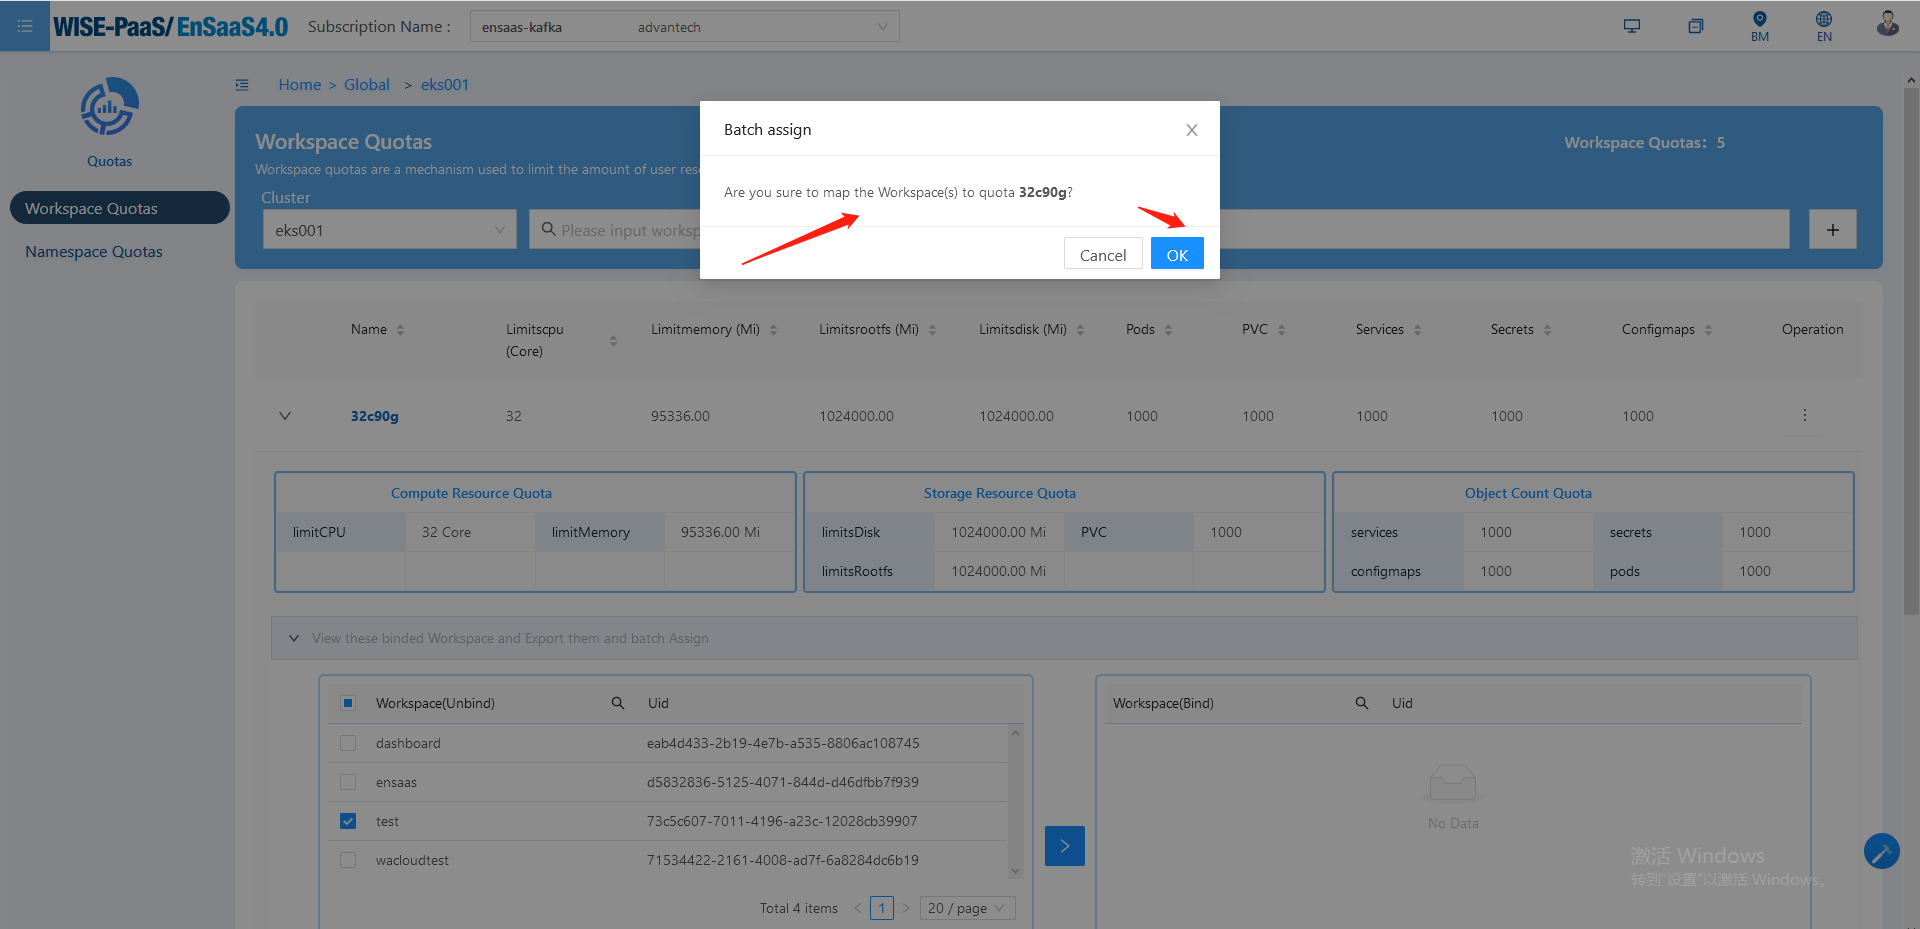 WISE-PaaS/ EnSaaS4.0
Subscription Name :
ensaas-kafka advantech
BM
EN
Home > Global > eks001
Quotas
Workspace Quotas
Namespace Quotas
Workspace Quotas
Workspace quotas are a mechanism used to limit the amount of user
Workspace Quotas: 5
Cluster
eks001
Please input
Batch assign
Are you sure to map the Workspace(s) to quota 32c90g?
Cancel
OK
Name Limitscpu (Core) Limitmemory (Mi) Limitsrootfs (Mi) Limitsdisk (Mi) Pods PVC Services Secrets Configmaps Operation
32c90g 32 95336.00 1024000.00 1024000.00 1000 1000 1000 1000 1000
Compute Resource Quota
limitCPU 32 Core limitMemory 95336.00 Mi
Storage Resource Quota
limitsDisk 1024000.00 Mi PVC 1000
limitsRootfs 1024000.00 Mi
Object Count Quota
services 1000 secrets 1000
configmaps 1000 pods 1000
View these binded Workspace and Export them and batch Assign
Workspace(Unbind) Uid
dashboard eab4d433-2b19-4e7b-a535-8806ac108745
ensaas d5832836-5125-4071-844d-d46dfbb7f939
test 73c5c607-7011-4196-a23c-12028cb39907
wacloudtest 71534422-2161-4008-ad7f-6a8284dc6b19
Total 4 items < 1 > 20 / page
Workspace(Bind) Uid
No Data
激活 Windows
转到"设置"以激活 Windows。